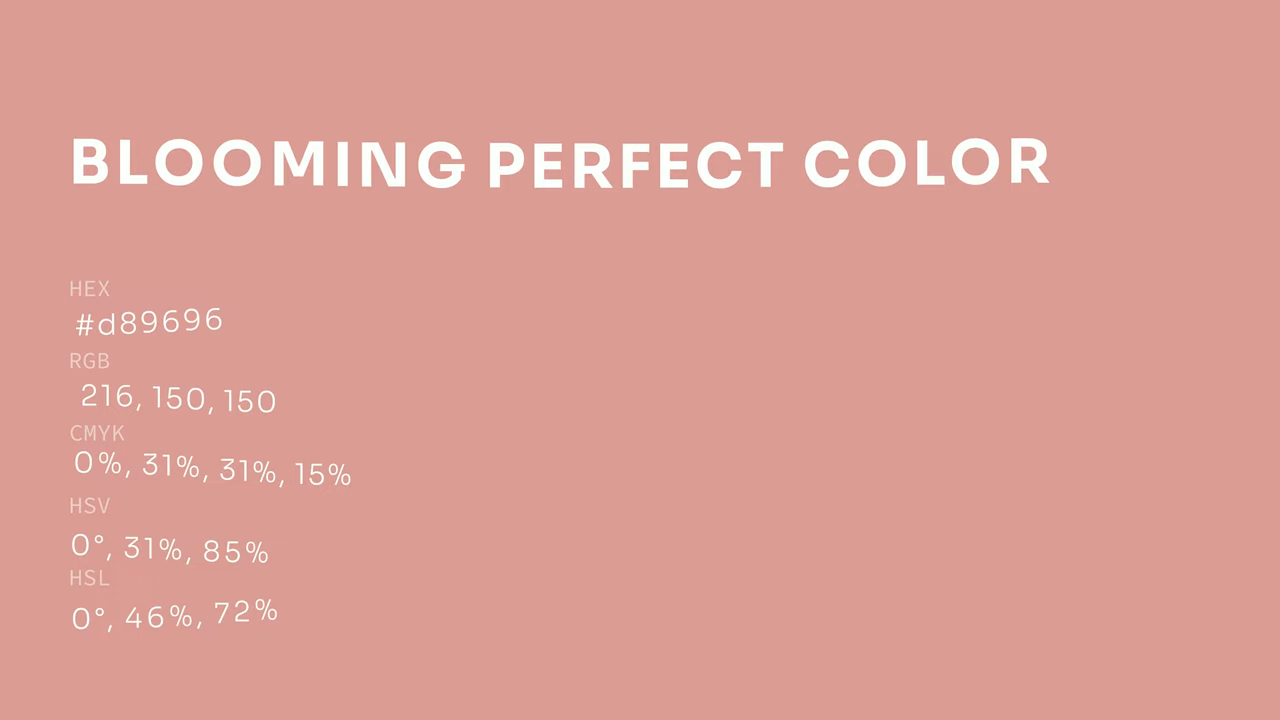 BLOOMING PERFECT COLOR
HEX
#d89696
RGB
216, 150, 150
CMYK
0%, 31%, 31%, 15%
HSV
0°, 31%, 85%
HSL
0°, 46%, 72%